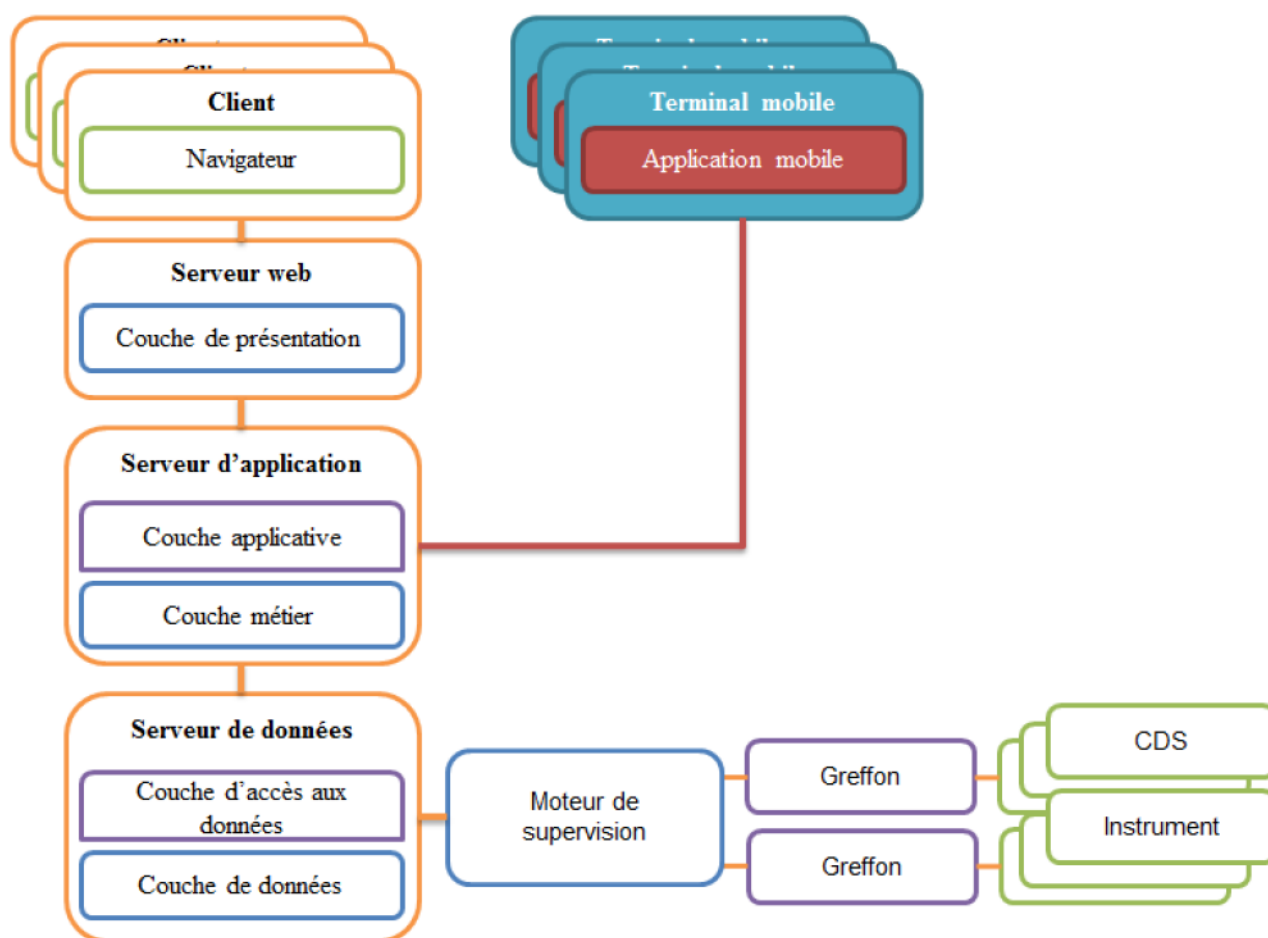 Client
Navigateur
Terminal mobile
Application mobile
Serveur web
Couche de présentation
Serveur d’application
Couche applicative
Couche métier
Serveur de données
Couche d’accès aux
données
Couche de données
Moteur de
supervision
Greffon
Greffon
CDS
Instrument